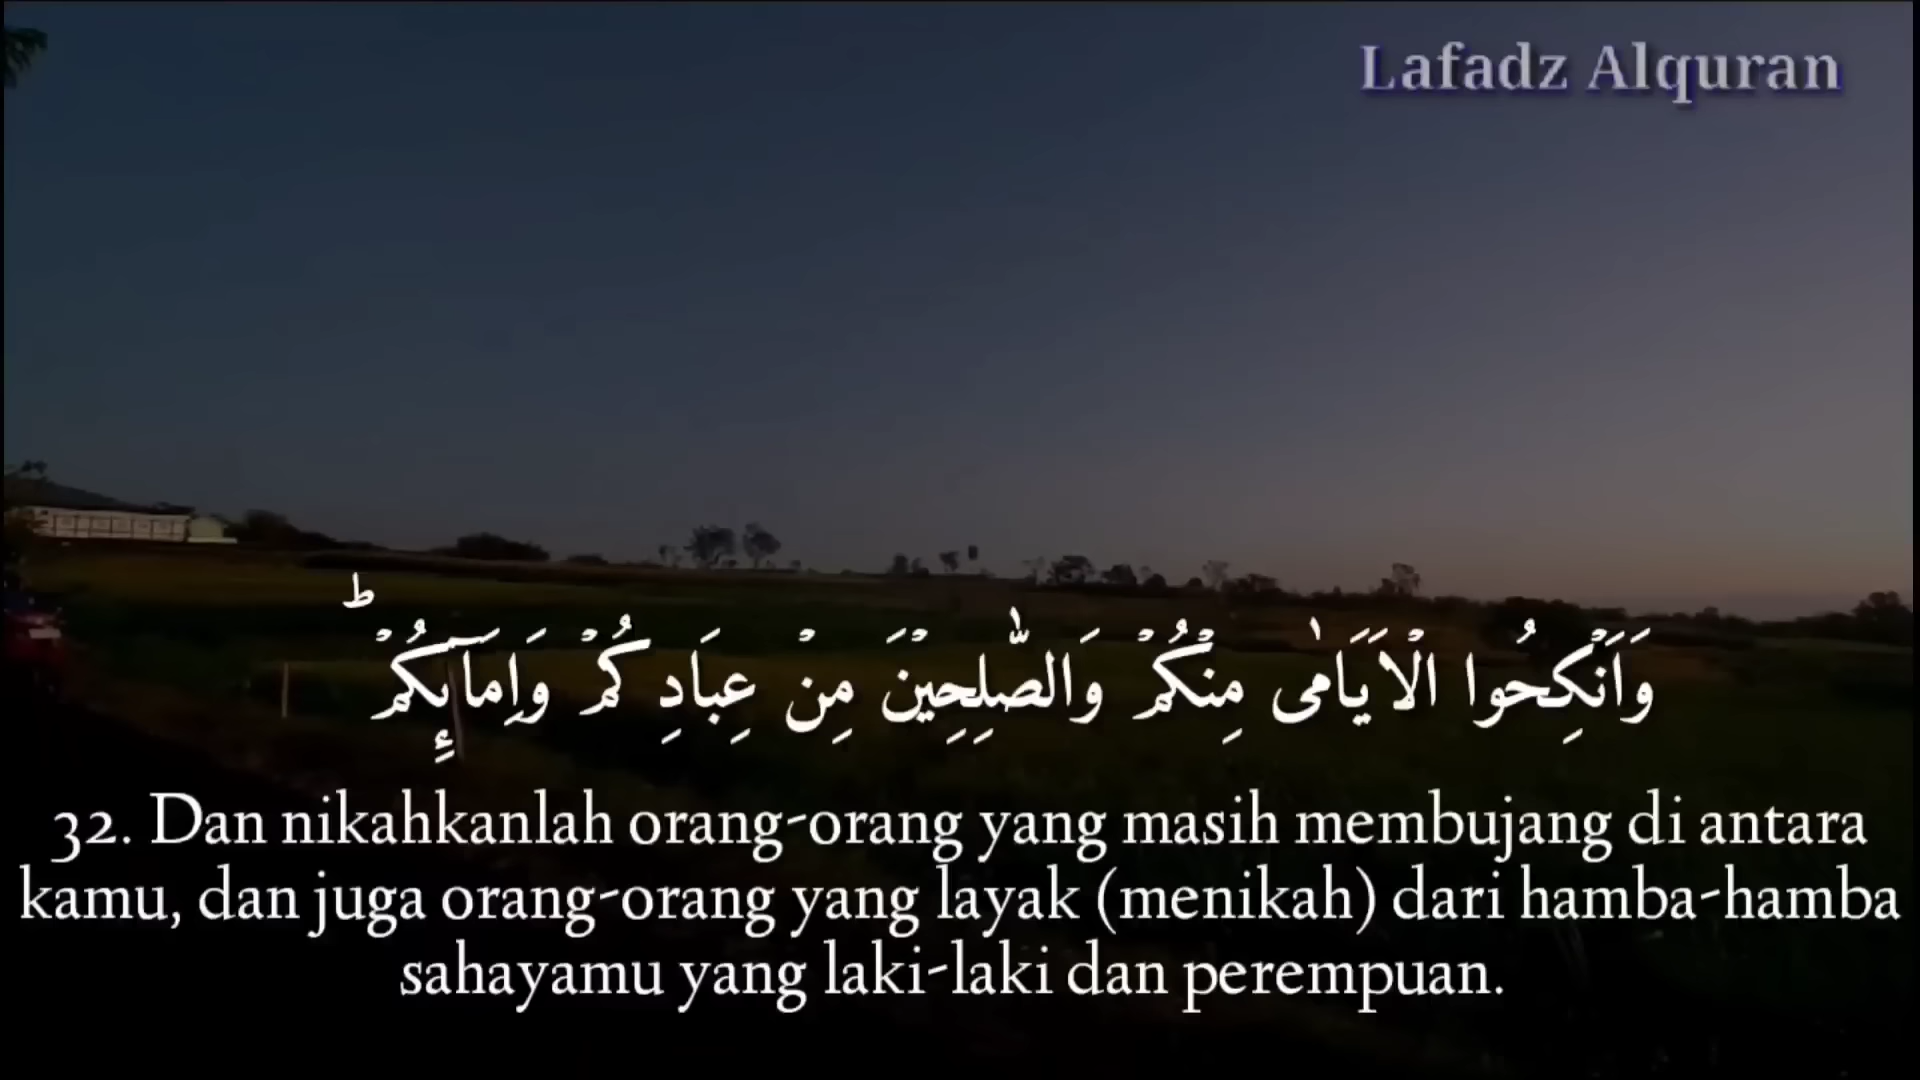 Lafadz Alquran
وَاَنْكِحُوا الْاَيَامٰى مِنْكُمْ وَالصّٰلِحِيْنَ مِنْ عِبَادِكُمْ وَاِمَاۤىِٕكُمْ ۗ
32. Dan nikahkanlah orang-orang yang masih membujang di antara
kamu, dan juga orang-orang yang layak (menikah) dari hamba-hamba
sahayamu yang laki-laki dan perempuan.